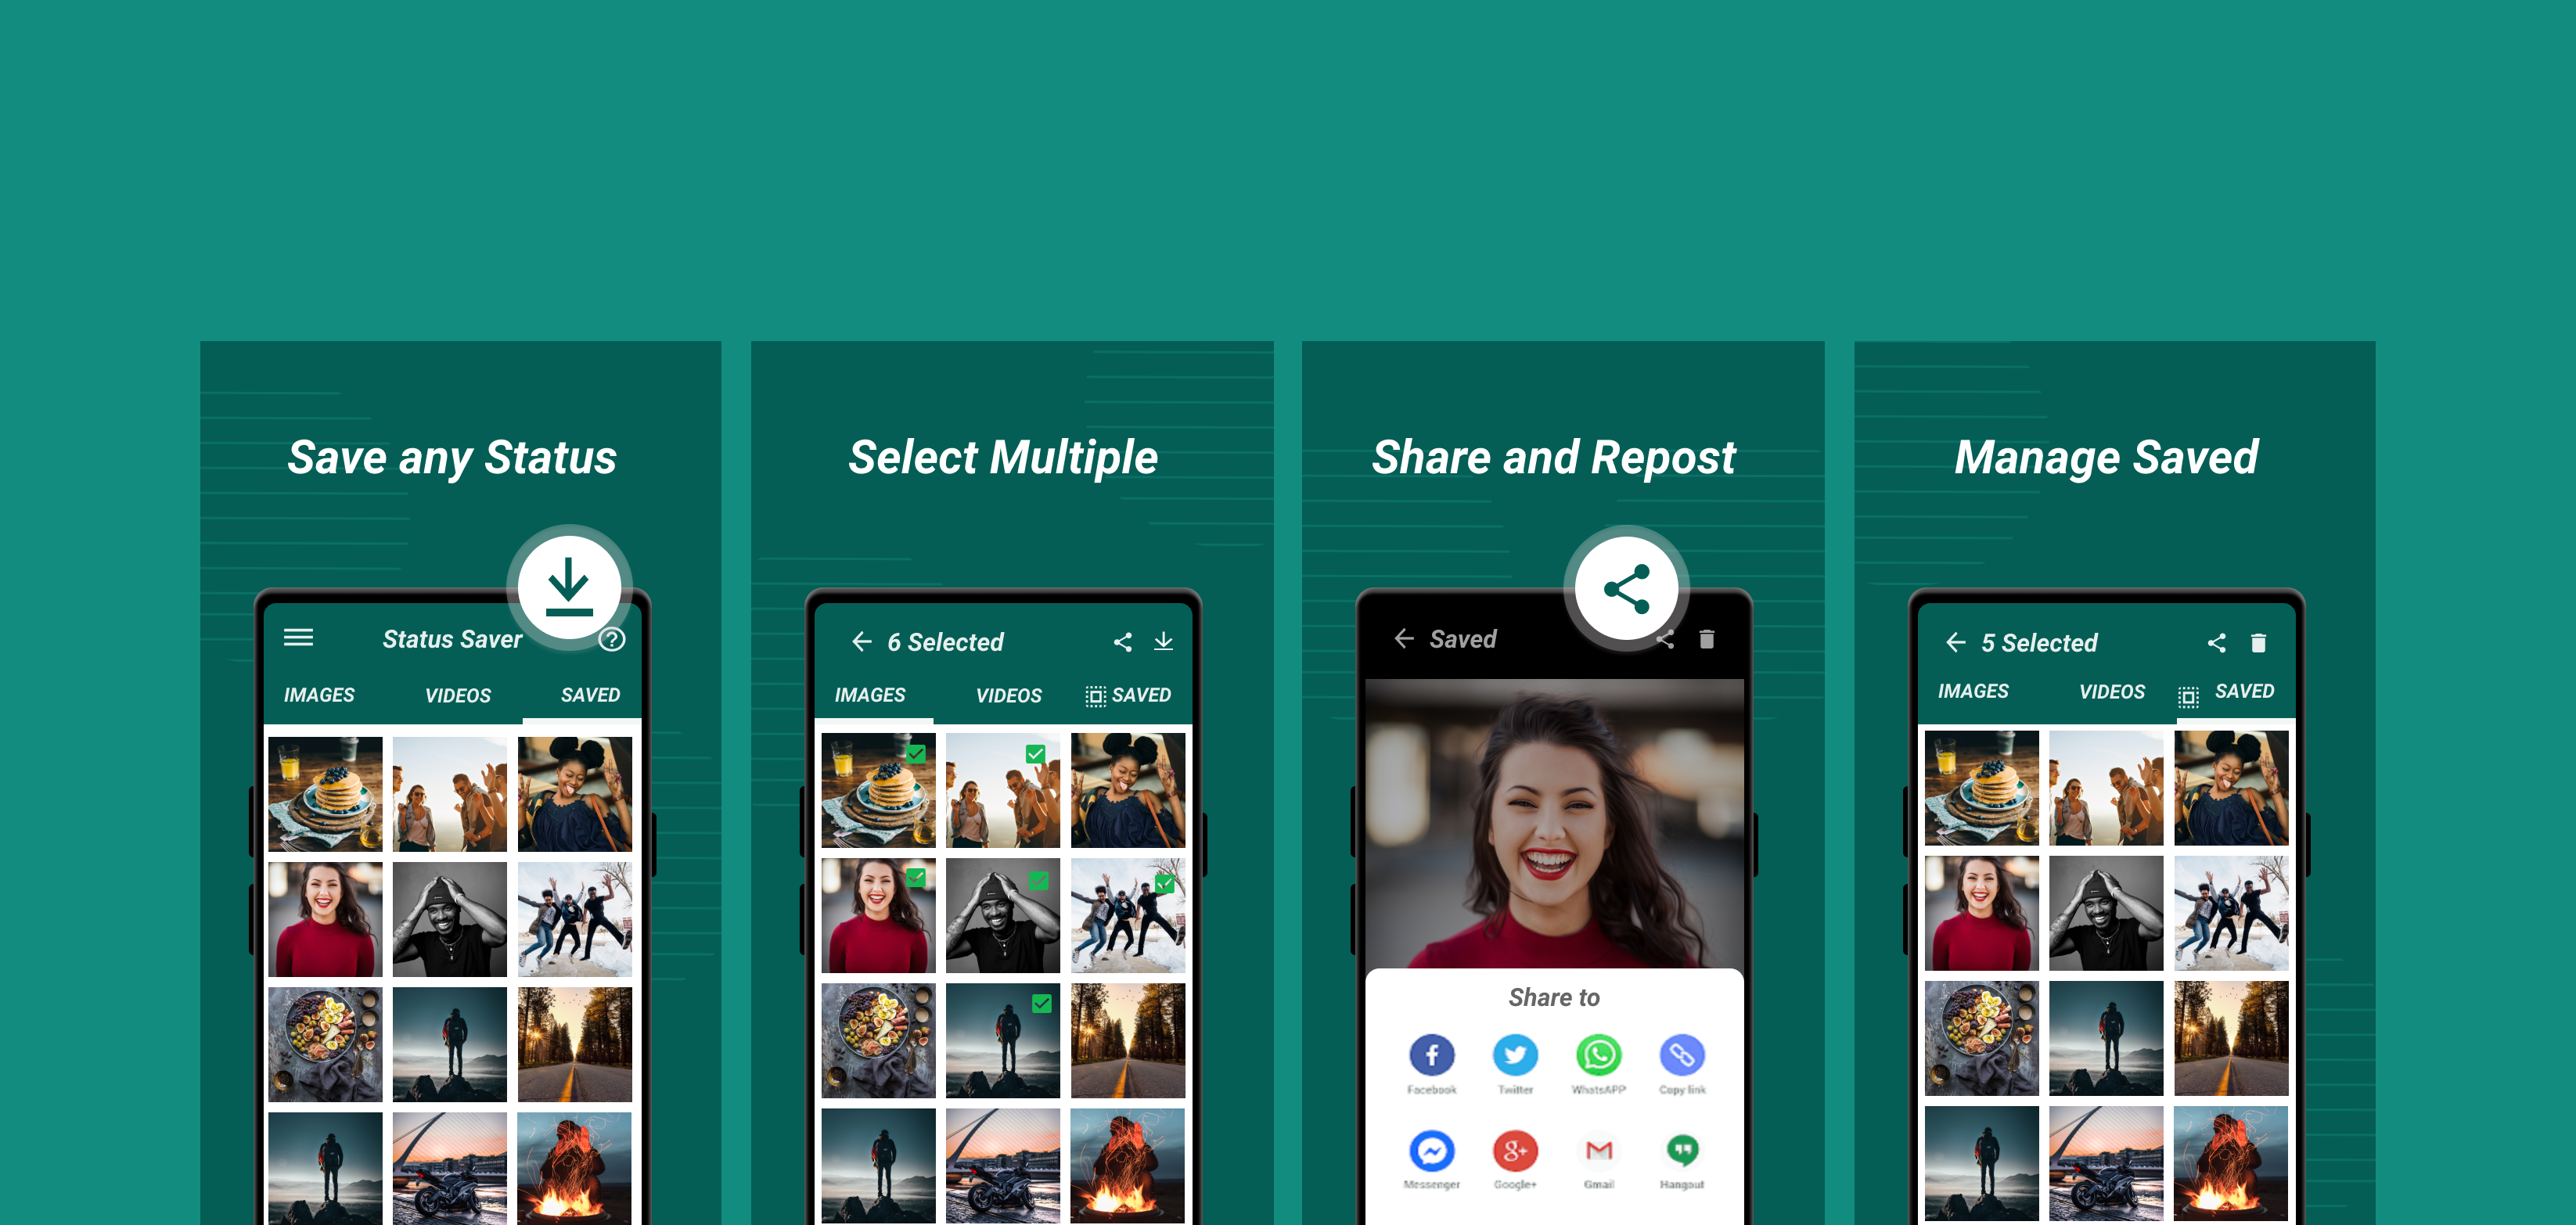 Save any Status
Status Saver
IMAGES VIDEOS SAVED
Select Multiple
6 Selected
IMAGES VIDEOS SAVED
Share and Repost
Saved
Share to
Facebook Twitter WhatsAPP Copy link
Messenger Google+ Gmail Hangout
Manage Saved
5 Selected
IMAGES VIDEOS SAVED